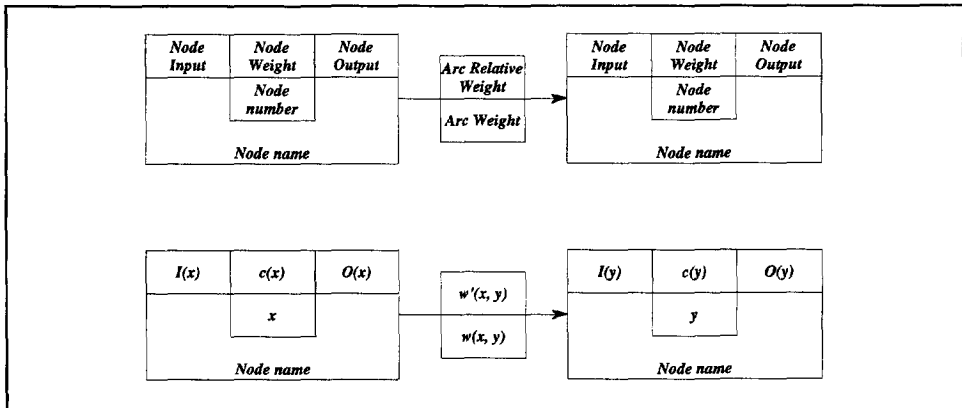 Node Input
Node Weight
Node Output
Node number
Node name
Arc Relative Weight
Arc Weight
Node Input
Node Weight
Node Output
Node number
Node name
I(x)
c(x)
O(x)
x
Node name
w'(x, y)
w(x, y)
I(y)
c(y)
O(y)
y
Node name